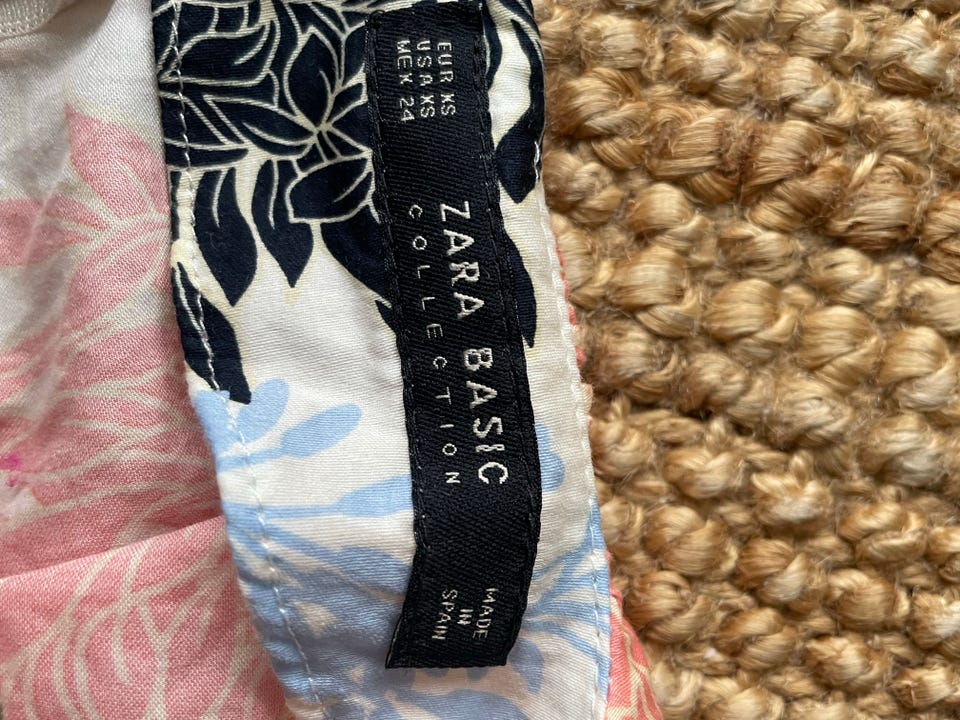 EUR XS
USA XS
MEX 24
ZARA BASIC
COLLECTION
MADE
IN
SPAIN